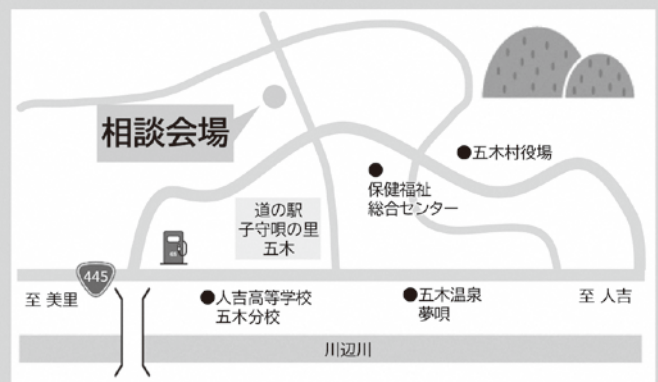 相談会場
五木村役場
保健福祉
総合センター
道の駅
子守唄の里
五木
445
至 美里
人吉高等学校
五木分校
五木温泉
夢唄
至 人吉
川辺川